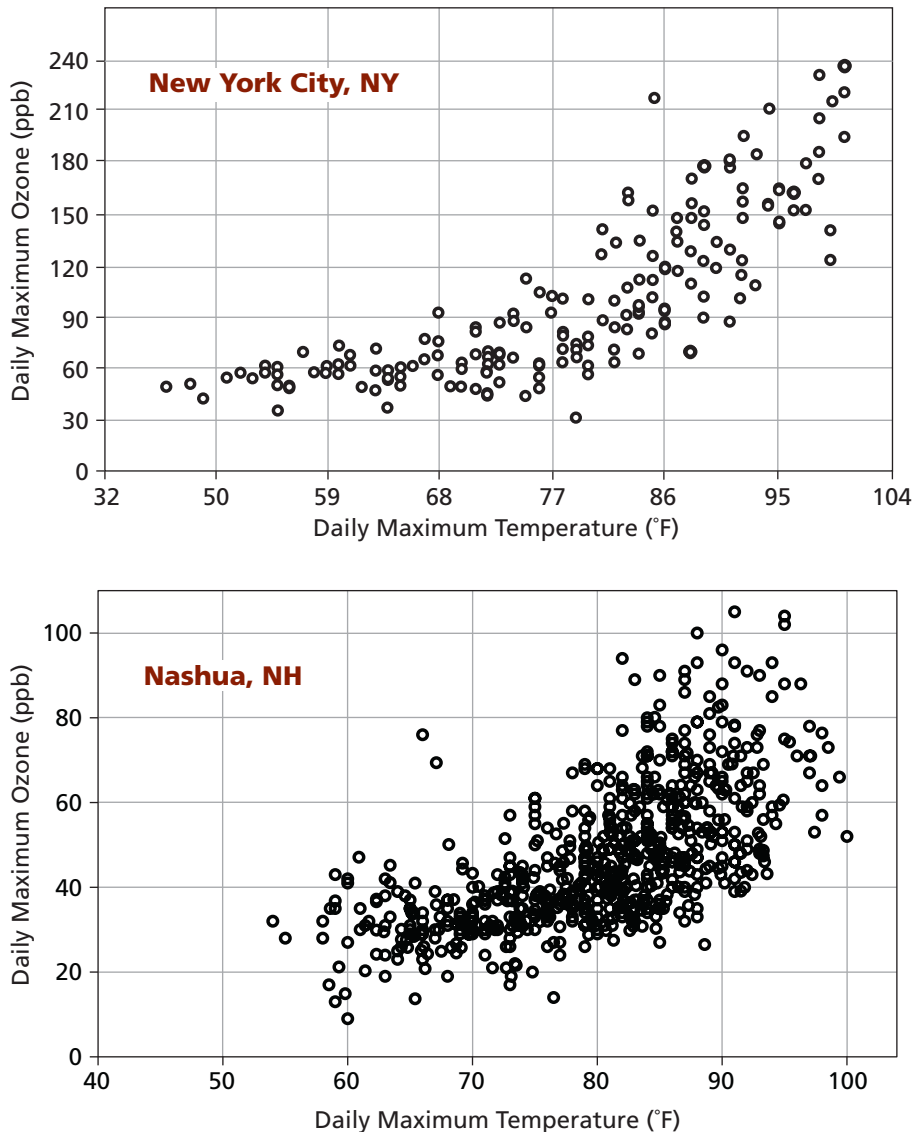 Daily Maximum Ozone (ppb)
240
210
180
150
120
90
60
30
0
New York City, NY
32 50 59 68 77 86 95 104
Daily Maximum Temperature (°F)
Daily Maximum Ozone (ppb)
100
80
60
40
20
0
Nashua, NH
40 50 60 70 80 90 100
Daily Maximum Temperature (°F)